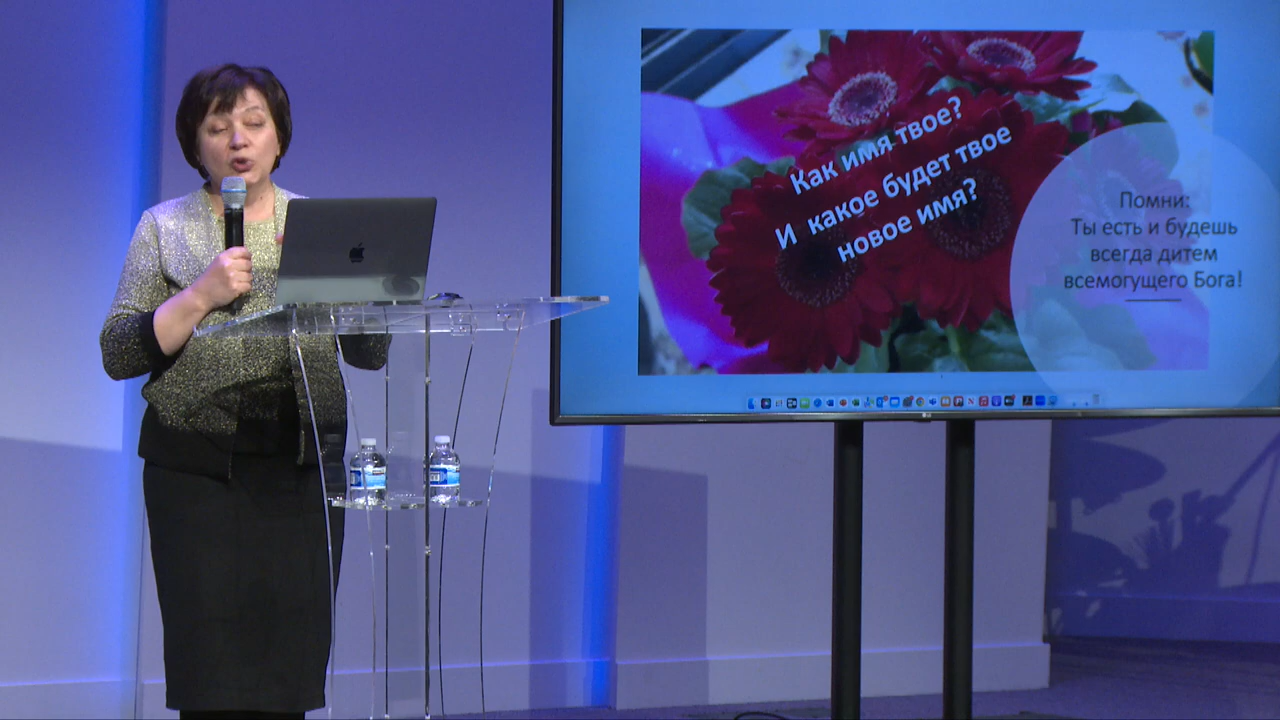 Как имя твое?
И  какое будет твое
новое имя?
Помни:
Ты есть и будешь
всегда дитем
всемогущего Бога!